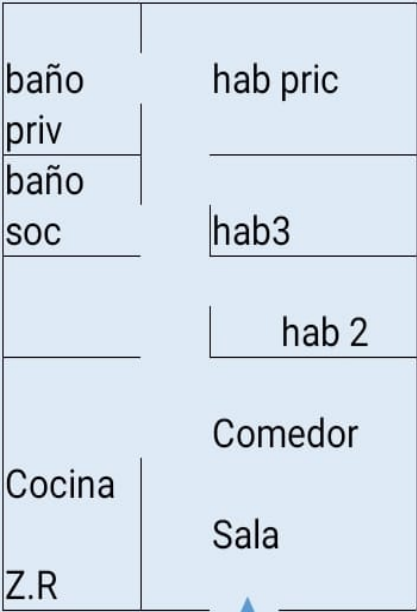 baño hab pric
priv
baño
soc hab3
hab 2
Comedor
Cocina
Sala
Z.R